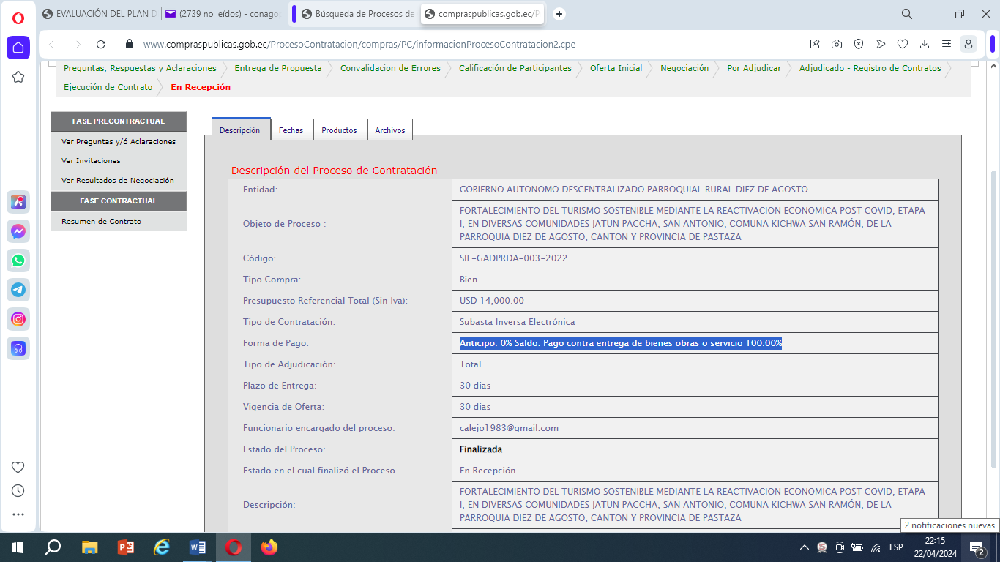 EVALUACIÓN DEL PLAN D
(2739 no leídos) - conago
Búsqueda de Procesos de
compraspublicas.gob.ec/P
www.compraspublicas.gob.ec/ProcesoContratacion/compras/PC/informacionProcesoContratacion2.cpe
Preguntas, Respuestas y Aclaraciones
Entrega de Propuesta
Convalidacion de Errores
Calificación de Participantes
Oferta Inicial
Negociación
Por Adjudicar
Adjudicado - Registro de Contratos
Ejecución de Contrato
En Recepción
FASE PRECONTRACTUAL
Ver Preguntas y/ó Aclaraciones
Ver Invitaciones
Ver Resultados de Negociación
FASE CONTRACTUAL
Resumen de Contrato
Descripción
Fechas
Productos
Archivos
Descripción del Proceso de Contratación
Entidad:
GOBIERNO AUTONOMO DESCENTRALIZADO PARROQUIAL RURAL DIEZ DE AGOSTO
Objeto de Proceso :
FORTALECIMIENTO DEL TURISMO SOSTENIBLE MEDIANTE LA REACTIVACION ECONOMICA POST COVID, ETAPA
I, EN DIVERSAS COMUNIDADES JATUN PACCHA, SAN ANTONIO, COMUNA KICHWA SAN RAMÓN, DE LA
PARROQUIA DIEZ DE AGOSTO, CANTON Y PROVINCIA DE PASTAZA
Código:
SIE-GADPRDA-003-2022
Tipo Compra:
Bien
Presupuesto Referencial Total (Sin Iva):
USD 14,000.00
Tipo de Contratación:
Subasta Inversa Electrónica
Forma de Pago:
Anticipo: 0% Saldo: Pago contra entrega de bienes obras o servicio 100.00%
Tipo de Adjudicación:
Total
Plazo de Entrega:
30 dias
Vigencia de Oferta:
30 dias
Funcionario encargado del proceso:
calejo1983@gmail.com
Estado del Proceso:
Finalizada
Estado en el cual finalizó el Proceso
En Recepción
Descripción:
FORTALECIMIENTO DEL TURISMO SOSTENIBLE MEDIANTE LA REACTIVACION ECONOMICA POST COVID, ETAPA
I, EN DIVERSAS COMUNIDADES JATUN PACCHA, SAN ANTONIO, COMUNA KICHWA SAN RAMÓN, DE LA
PARROQUIA DIEZ DE AGOSTO, CANTON Y PROVINCIA DE PASTAZA
2 notificaciones nuevas
ESP
22:15
22/04/2024
2